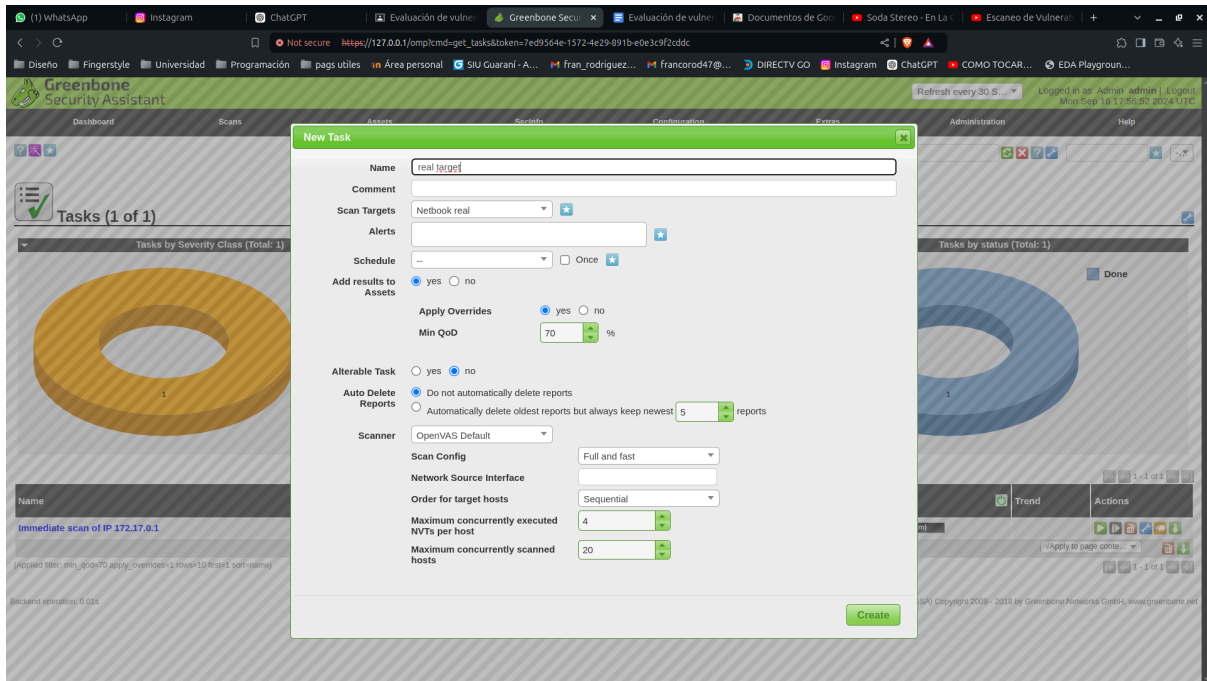 (1) WhatsApp
Instagram
ChatGPT
Evaluación de vulner
Greenbone Secur
Evaluación de vulner
Documentos de Goo
Soda Stereo - En La C
Escaneo de Vulnerab
Not secure https://127.0.0.1/omp?cmd=get_tasks&token=7ed9564e-1572-4e29-891b-e0e3c9f2cddc
Diseño
Fingerstyle
Universidad
Programación
pags utiles
Área personal
SIU Guaraní - A...
fran_rodriguez...
francorod47@...
DIRECTV GO
Instagram
ChatGPT
COMO TOCAR...
EDA Playgroun...
Greenbone
Security Assistant
Refresh every 30 S...
Logged in as Admin admin | Logout
Mon Sep 16 17:56:52 2024 UTC
Dashboard
Scans
Assets
SecInfo
Configuration
Extras
Administration
Help
New Task
Name real target
Comment
Scan Targets Netbook real
Alerts
Schedule -- Once
Add results to
Assets
yes no
Apply Overrides yes no
Min QoD 70 %
Alterable Task yes no
Auto Delete
Reports
Do not automatically delete reports
Automatically delete oldest reports but always keep newest 5 reports
Scanner OpenVAS Default
Scan Config Full and fast
Network Source Interface
Order for target hosts Sequential
Maximum concurrently executed
NVTs per host
4
Maximum concurrently scanned
hosts
20
Create
Tasks (1 of 1)
Tasks by Severity Class (Total: 1)
1
Tasks by status (Total: 1)
Done
1
1 - 1 of 1
Name
Trend
Actions
Immediate scan of IP 172.17.0.1
√Apply to page conte...
(Applied filter: min_qod=70 apply_overrides=1 rows=10 first=1 sort=name)
1 - 1 of 1
Backend operation: 0.01s
SA) Copyright 2009 - 2018 by Greenbone Networks GmbH, www.greenbone.net